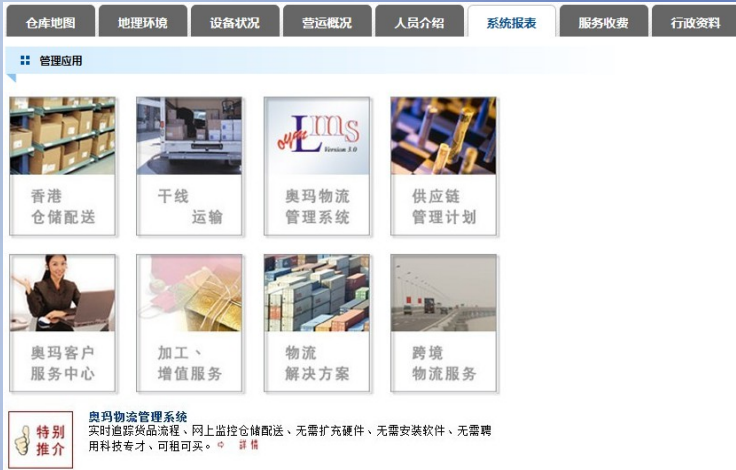 仓库地图 地理环境 设备状况 营运概况 人员介绍 系统报表 服务收费 行政资料
管理应用
oymLms
Version 3.0
香港
仓储配送
干线
运输
奥玛物流
管理系统
供应链
管理计划
奥玛客户
服务中心
加工、
增值服务
物流
解决方案
跨境
物流服务
特别
推介
奥玛物流管理系统
实时追踪货品流程、网上监控仓储配送、无需扩充硬件、无需安装软件、无需聘
用科技专才、可租可买。 詳情